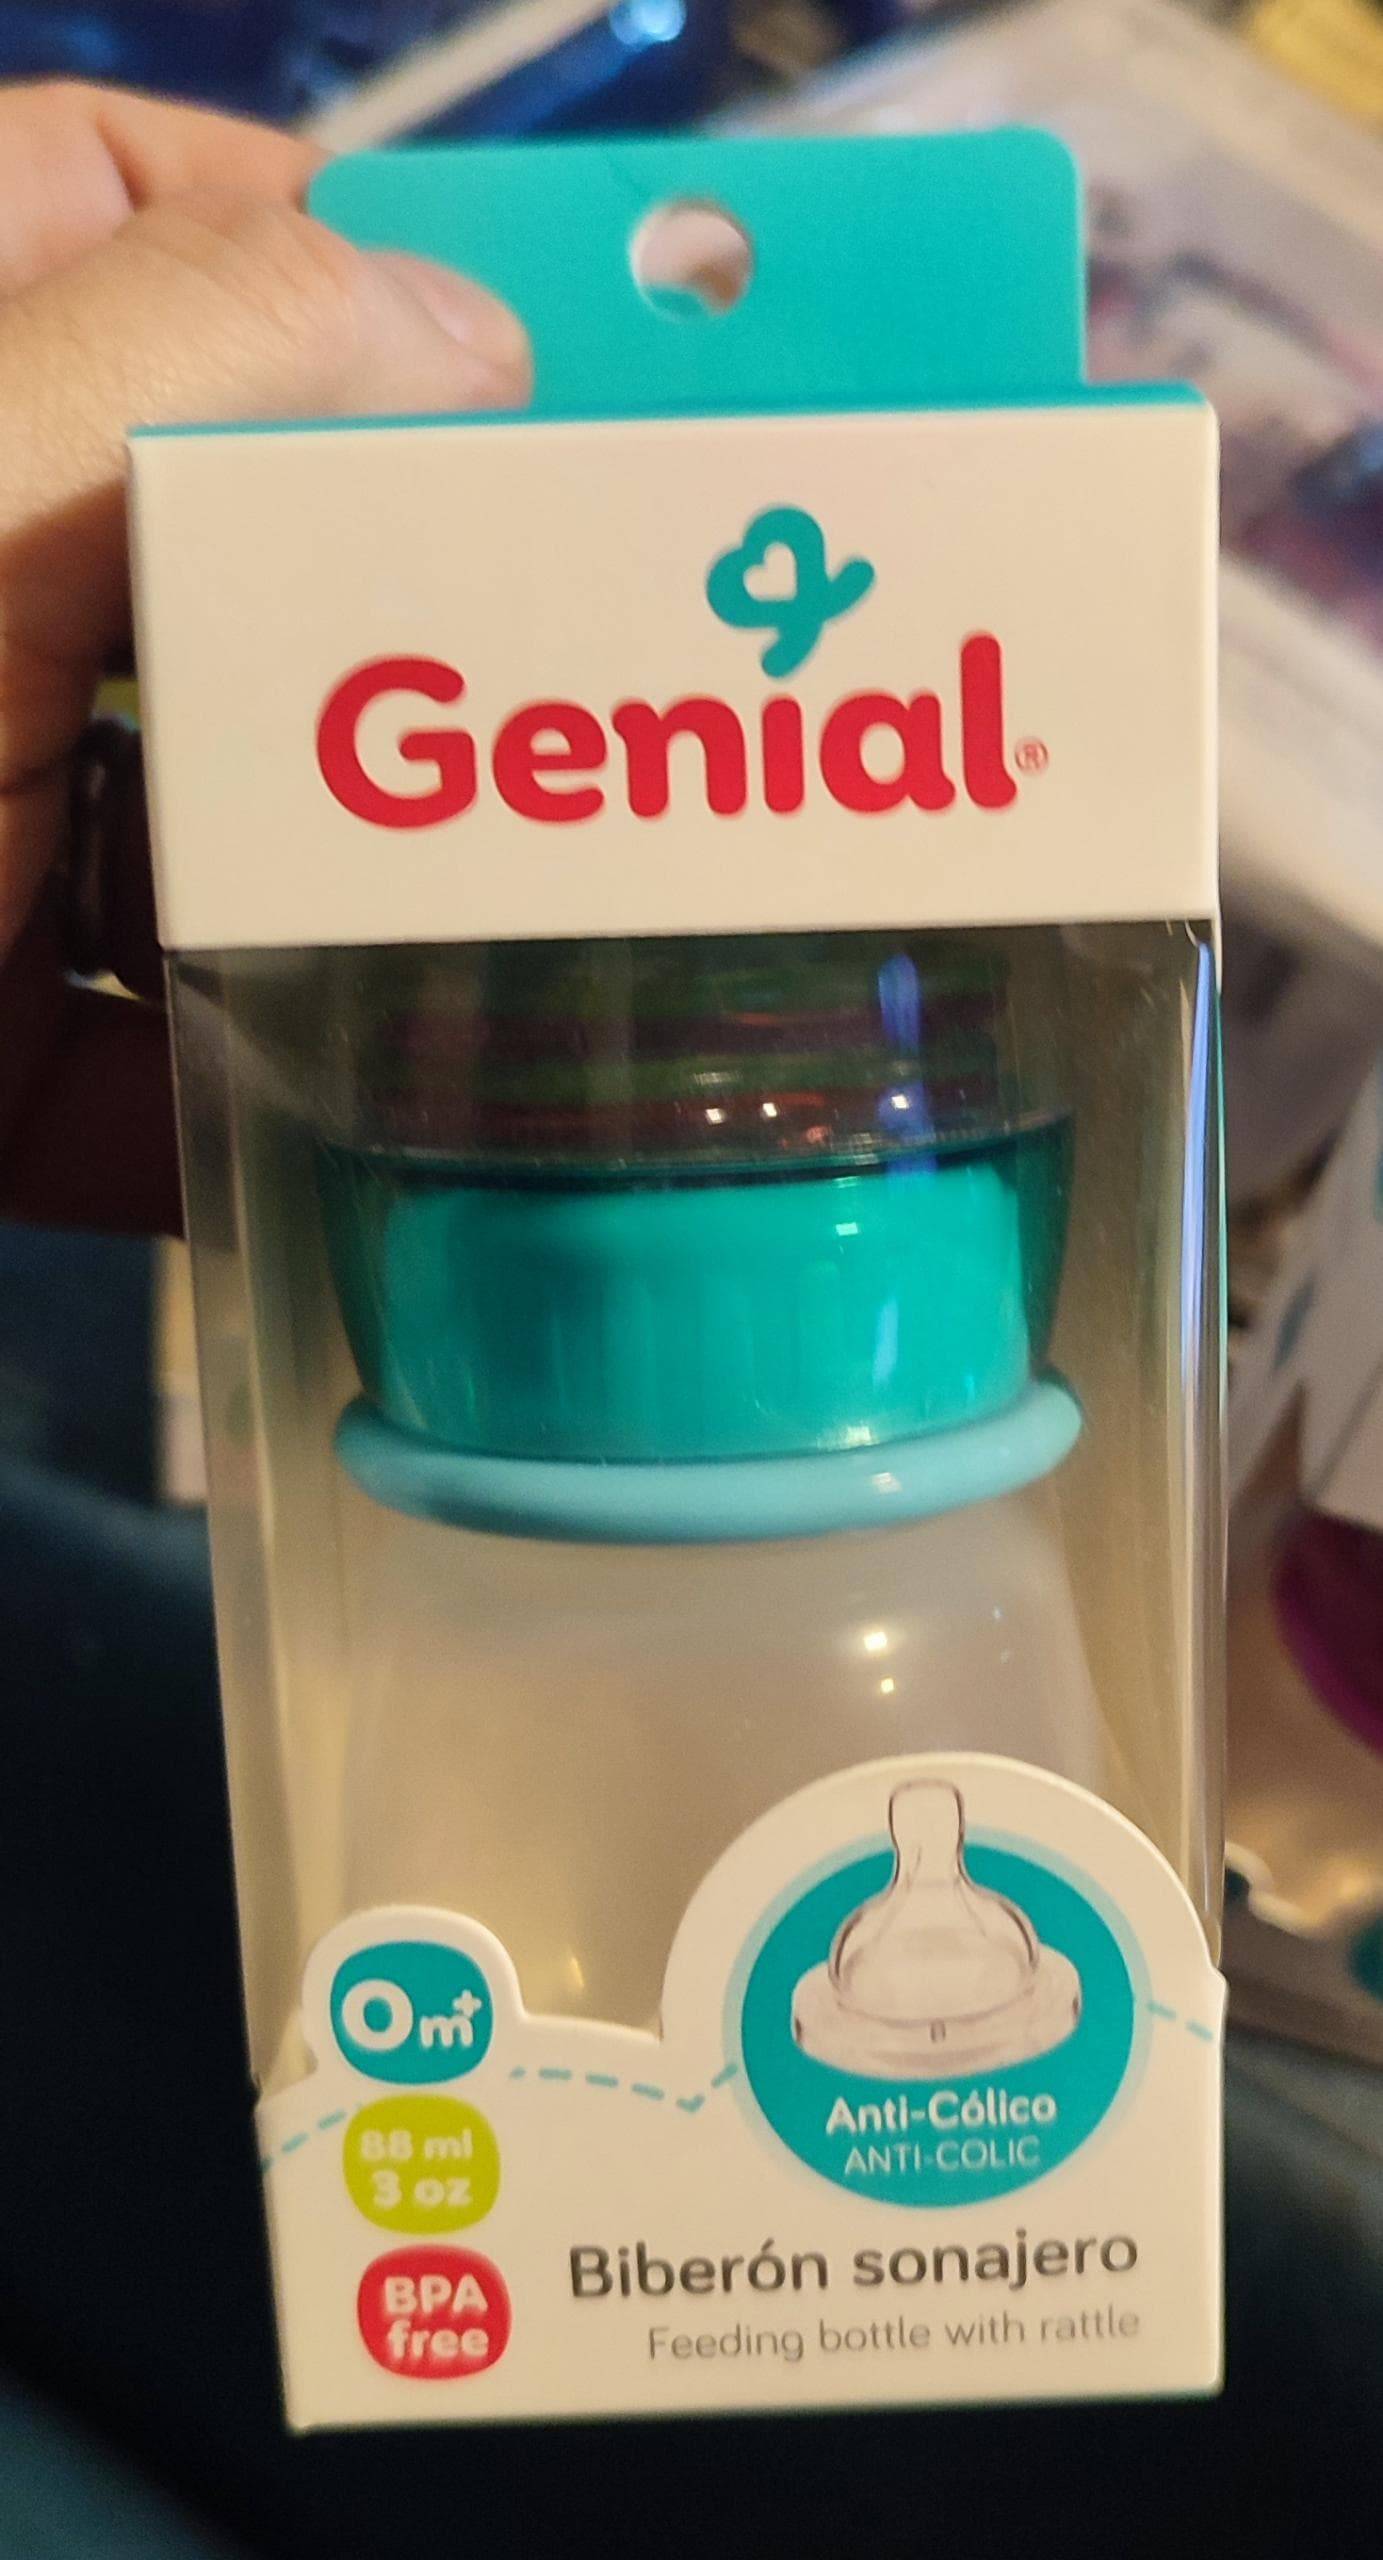 Genial®
0m+
88 ml
3 oz
BPA
free
Anti-Cólico
ANTI-COLIC
Biberón sonajero
Feeding bottle with rattle